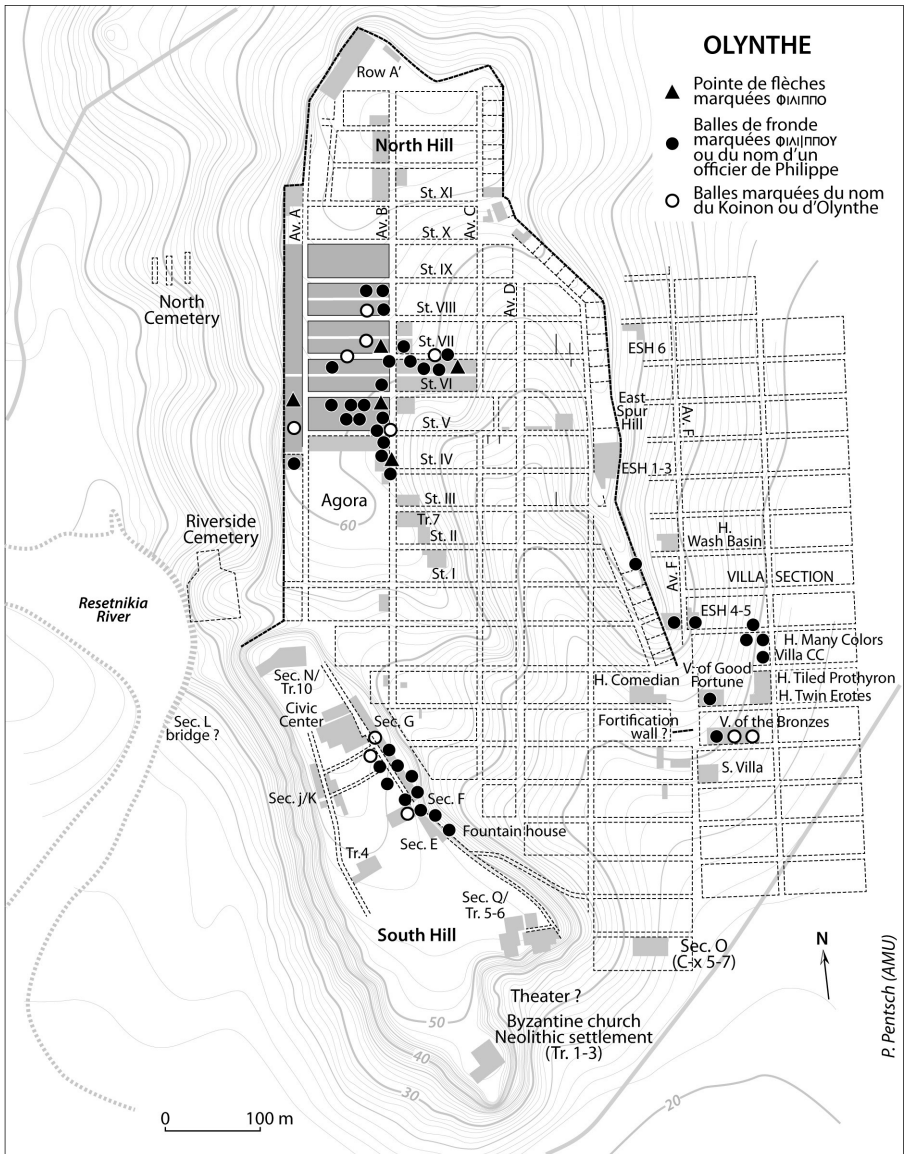 OLYNTHE
Pointe de flèches
marquées ΦΙΛΙΠΠΟ
Balles de fronde
marquées ΦΙΛΙ|ΠΠΟΥ
ou du nom d'un
officier de Philippe
Balles marquées du nom
du Koinon ou d'Olynthe
Row A'
North Hill
St. XI
Av. A
Av. B
Av. C
St. X
St. IX
Av. D
St. VIII
North
Cemetery
St. VII
ESH 6
St. VI
East
Spur
Hill
Av. F
St. V
St. IV
ESH 1-3
Agora
60
St. III
Tr.7
St. II
St. I
Riverside
Cemetery
H.
Wash Basin
Av. F
VILLA SECTION
Resetnikia
River
ESH 4-5
H. Many Colors
Villa CC
V. of Good
Fortune
H. Tiled Prothyron
H. Twin Erotes
H. Comedian
Sec. N/
Tr.10
Civic
Center
Sec. G
Sec. L
bridge ?
Fortification
wall ?
V. of the Bronzes
S. Villa
Sec. j/K
Sec. F
Fountain house
Sec. E
Tr.4
Sec. Q/
Tr. 5-6
South Hill
Sec. O
(C-x 5-7)
N
Theater ?
Byzantine church
Neolithic settlement
(Tr. 1-3)
50
40
30
20
0 100 m
P. Pentsch (AMU)